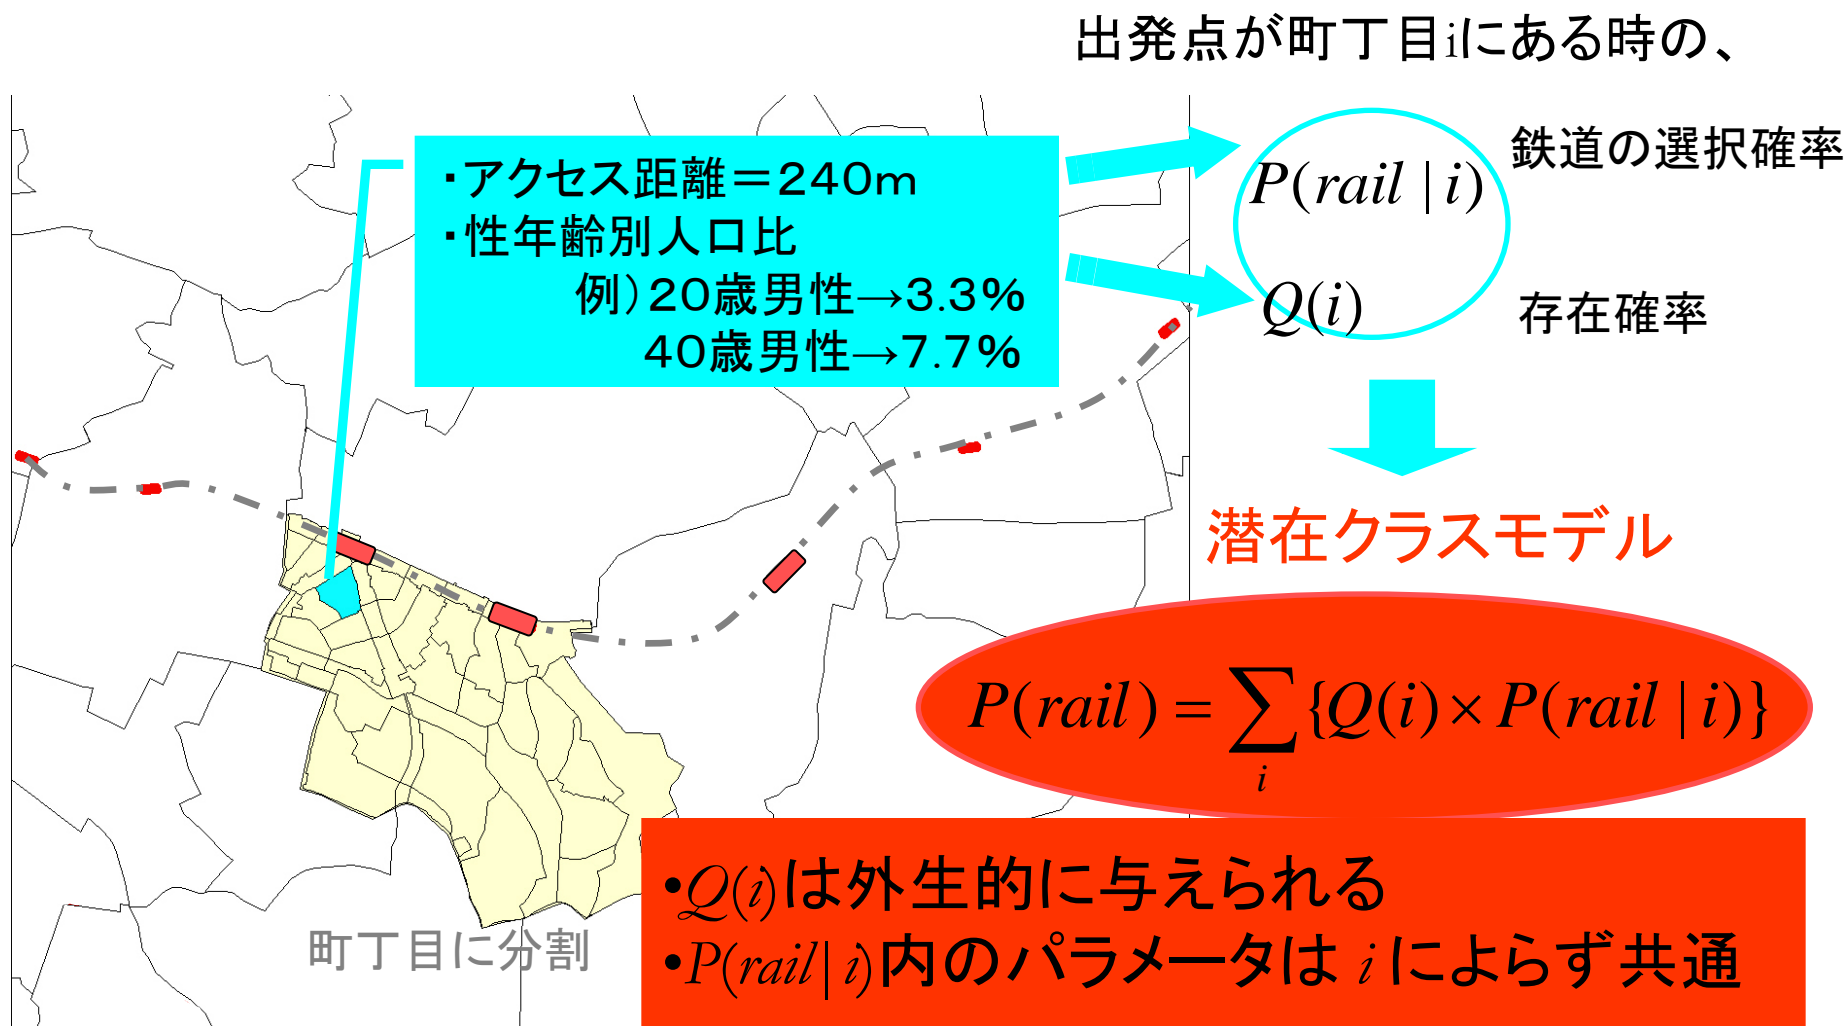 出発点が町丁目iにある時の、
・アクセス距離＝240m
・性年齢別人口比
例）20歳男性→3.3%
40歳男性→7.7%
P(rail | i)
鉄道の選択確率
Q(i)
存在確率
潜在クラスモデル
P(rail) = ∑_i {Q(i) × P(rail | i)}
•Q(i)は外生的に与えられる
•P(rail| i)内のパラメータは i によらず共通
町丁目に分割